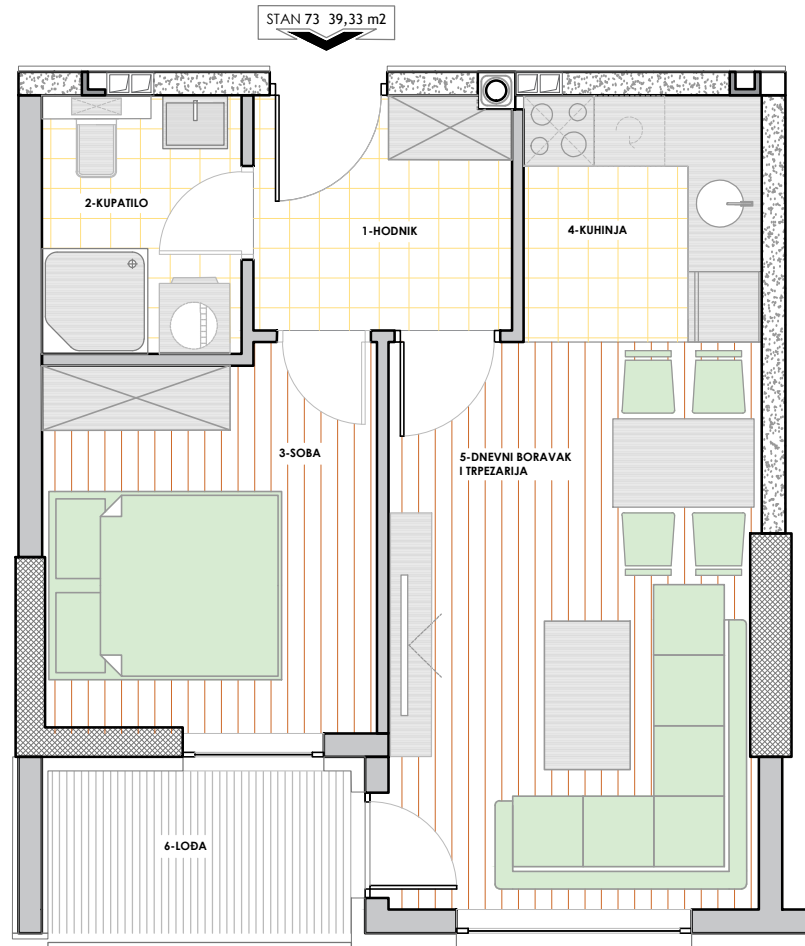 STAN 73 39,33 m2
2-KUPATILO
1-HODNIK
4-KUHINJA
3-SOBA
5-DNEVNI BORAVAK
I TRPEZARIJA
6-LOĐA